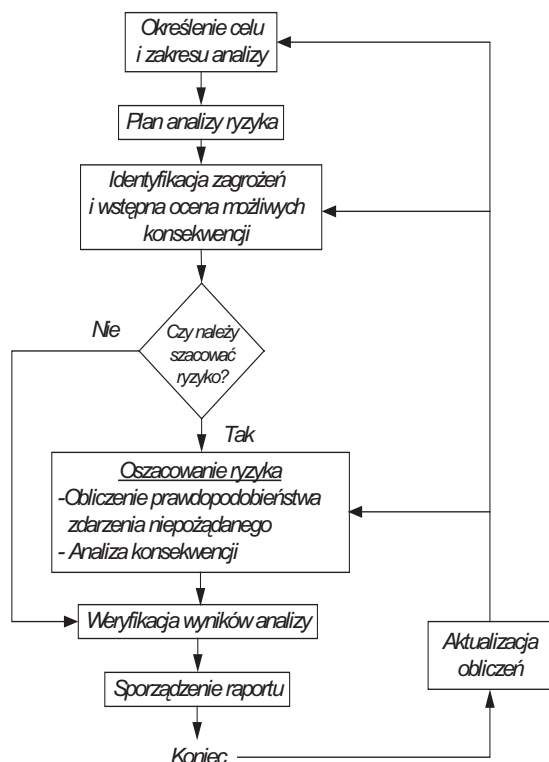 Określenie celu
i zakresu analizy
Plan analizy ryzyka
Identyfikacja zagrożeń
i wstępna ocena możliwych
konsekwencji
Nie
Czy należy
szacować
ryzyko?
Tak
Oszacowanie ryzyka
-Obliczenie prawdopodobieństwa
zdarzenia niepożądanego
- Analiza konsekwencji
Weryfikacja wyników analizy
Aktualizacja
obliczeń
Sporządzenie raportu
Koniec